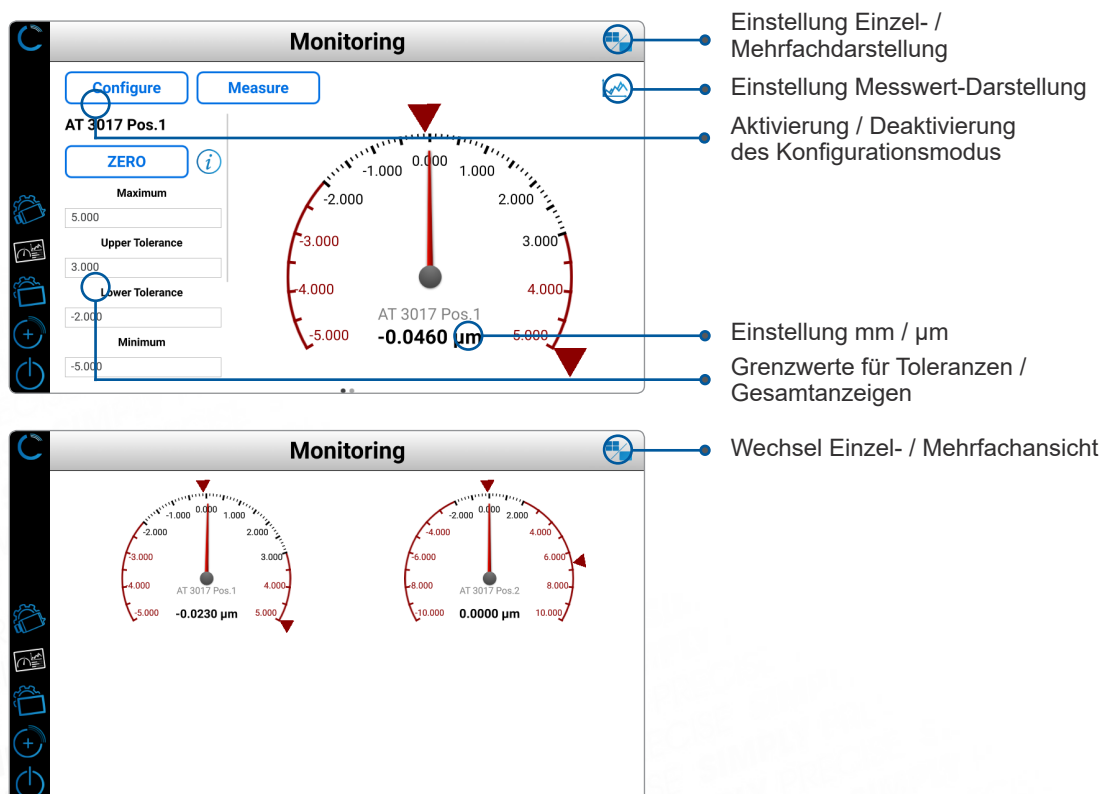 Monitoring
Einstellung Einzel- /
Mehrfachdarstellung
Configure
Measure
Einstellung Messwert-Darstellung
AT 3017 Pos.1
Aktivierung / Deaktivierung
des Konfigurationsmodus
ZERO
i
Maximum
5.000
Upper Tolerance
3.000
Lower Tolerance
-2.000
Minimum
-5.000
-5.000
-4.000
-3.000
-2.000
-1.000
0.000
1.000
2.000
3.000
4.000
5.000
AT 3017 Pos.1
-0.0460 µm
Einstellung mm / µm
Grenzwerte für Toleranzen /
Gesamtanzeigen
Monitoring
Wechsel Einzel- / Mehrfachansicht
-5.000
-4.000
-3.000
-2.000
-1.000
0.000
1.000
2.000
3.000
4.000
5.000
AT 3017 Pos.1
-0.0230 µm
-10.000
-8.000
-6.000
-4.000
-2.000
0.000
2.000
4.000
6.000
8.000
10.000
AT 3017 Pos.2
0.0000 µm